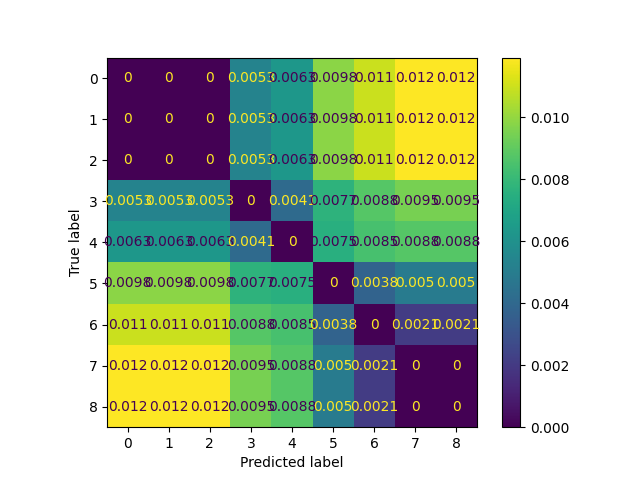 0 0 0 0 0.0053 0.0063 0.0098 0.011 0.012 0.012
1 0 0 0 0.0053 0.0063 0.0098 0.011 0.012 0.012
2 0 0 0 0.0053 0.0063 0.0098 0.011 0.012 0.012
3 0.0053 0.0053 0.0053 0 0.0041 0.0077 0.0088 0.0095 0.0095
4 0.0063 0.0063 0.0063 0.0041 0 0.0075 0.0085 0.0088 0.0088
5 0.0098 0.0098 0.0098 0.0077 0.0075 0 0.0038 0.005 0.005
6 0.011 0.011 0.011 0.0088 0.0085 0.0038 0 0.0021 0.0021
7 0.012 0.012 0.012 0.0095 0.0088 0.005 0.0021 0 0
8 0.012 0.012 0.012 0.0095 0.0088 0.005 0.0021 0 0
0 1 2 3 4 5 6 7 8
Predicted label
True label
0.010
0.008
0.006
0.004
0.002
0.000